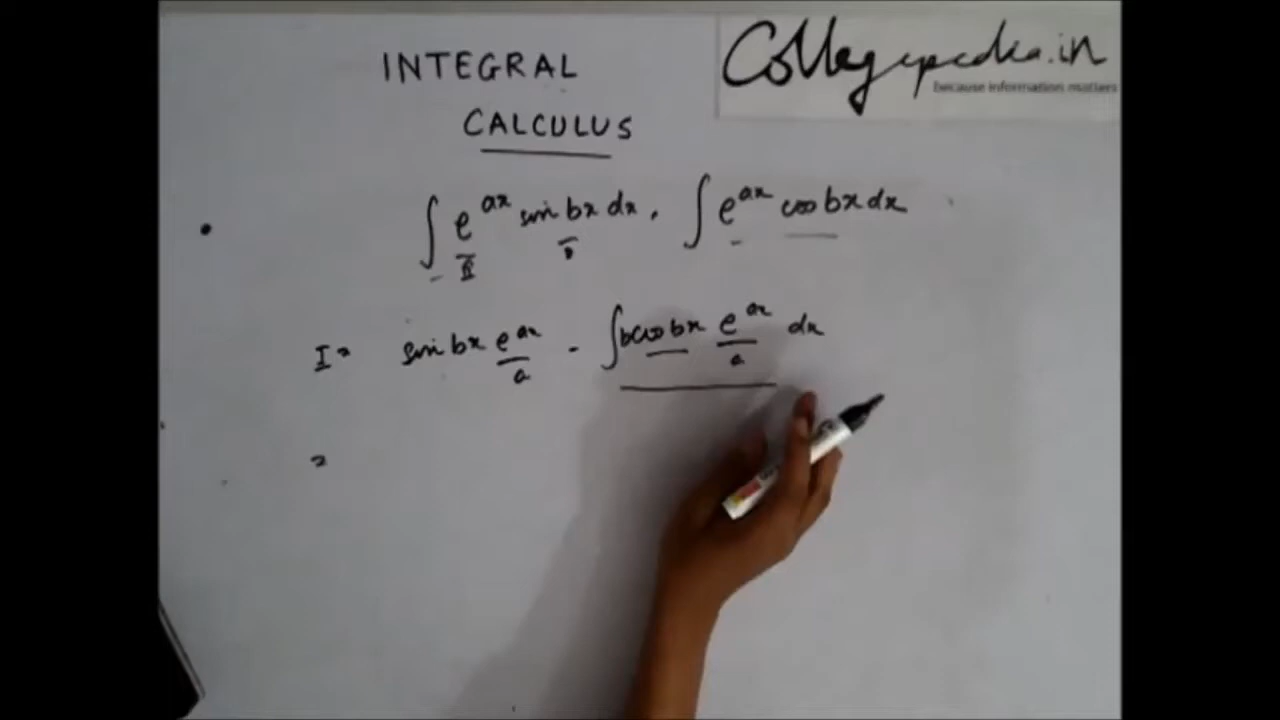 Collegepedia.in
because information matters
INTEGRAL
CALCULUS
∫ e^{ax} sin bx dx, ∫ e^{ax} cos bx dx
II I
I = sin bx e^{ax}/a - ∫ b cos bx e^{ax}/a dx
=